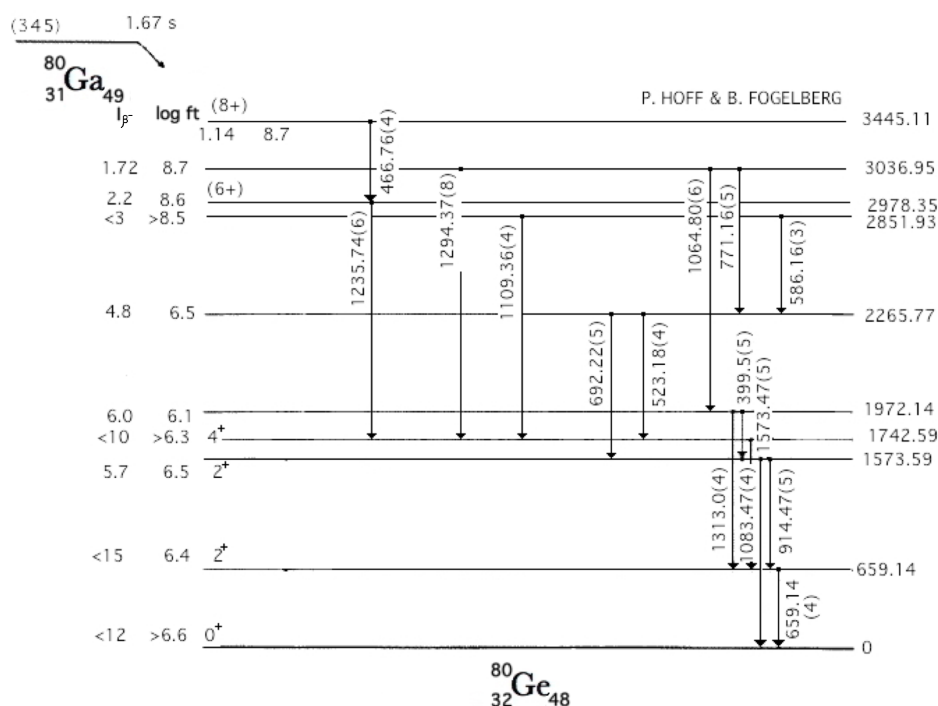 (345) 1.67 s
80
31Ga49
Iβ- log ft (8+) P. HOFF & B. FOGELBERG
1.14 8.7 3445.11
1.72 8.7 3036.95
2.2 8.6 (6+) 2978.35
<3 >8.5 2851.93
466.76(4)
1294.37(8)
1064.80(6)
771.16(5)
1235.74(6)
1109.36(4)
586.16(3)
4.8 6.5 2265.77
692.22(5)
523.18(4)
399.5(5)
1573.47(5)
6.0 6.1 1972.14
<10 >6.3 4+ 1742.59
5.7 6.5 2+ 1573.59
1313.0(4)
1083.47(4)
914.47(5)
<15 6.4 2+ 659.14
659.14
(4)
<12 >6.6 0+ 0
80
32Ge48